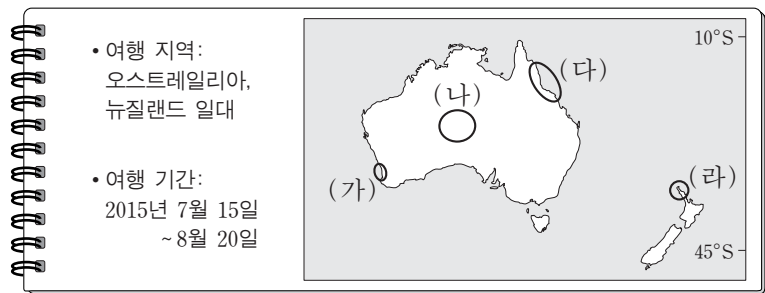 • 여행 지역:
오스트레일리아,
뉴질랜드 일대
• 여행 기간:
2015년 7월 15일
~8월 20일
10°S
(다)
(나)
(가)
(라)
45°S